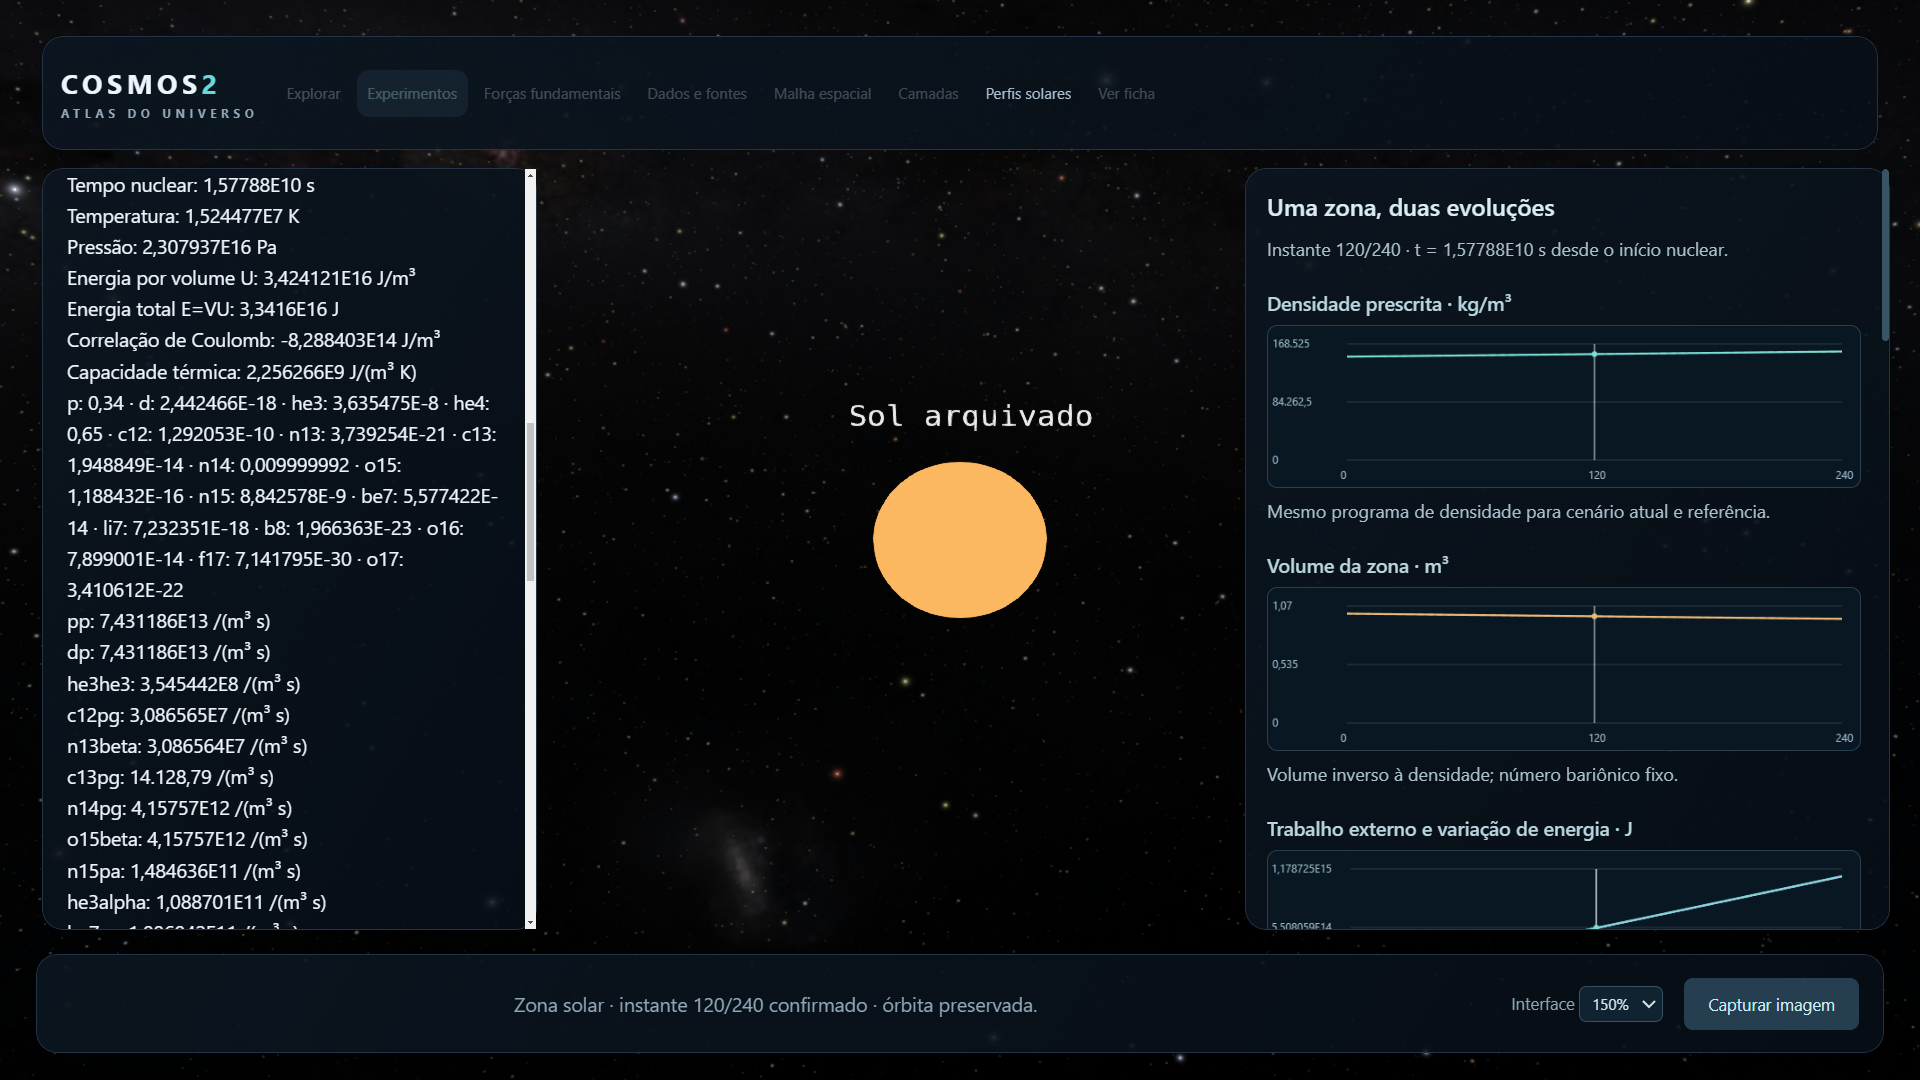 COSMOS2
ATLAS DO UNIVERSO
Explorar
Experimentos
Forças fundamentais
Dados e fontes
Malha espacial
Camadas
Perfis solares
Ver ficha
Tempo nuclear: 1,57788E10 s
Temperatura: 1,524477E7 K
Pressão: 2,307937E16 Pa
Energia por volume U: 3,424121E16 J/m³
Energia total E=VU: 3,3416E16 J
Correlação de Coulomb: -8,288403E14 J/m³
Capacidade térmica: 2,256266E9 J/(m³ K)
p: 0,34 · d: 2,442466E-18 · he3: 3,635475E-8 · he4:
0,65 · c12: 1,292053E-10 · n13: 3,739254E-21 · c13:
1,948849E-14 · n14: 0,009999992 · o15:
1,188432E-16 · n15: 8,842578E-9 · be7: 5,577422E-
14 · li7: 7,232351E-18 · b8: 1,966363E-23 · o16:
7,899001E-14 · f17: 7,141795E-30 · o17:
3,410612E-22
pp: 7,431186E13 /(m³ s)
dp: 7,431186E13 /(m³ s)
he3he3: 3,545442E8 /(m³ s)
c12pg: 3,086565E7 /(m³ s)
n13beta: 3,086564E7 /(m³ s)
c13pg: 14.128,79 /(m³ s)
n14pg: 4,15757E12 /(m³ s)
o15beta: 4,15757E12 /(m³ s)
n15pa: 1,484636E11 /(m³ s)
he3alpha: 1,088701E11 /(m³ s)
Sol arquivado
Uma zona, duas evoluções
Instante 120/240 · t = 1,57788E10 s desde o início nuclear.
Densidade prescrita · kg/m³
168.525
84.262,5
0
0
120
240
Mesmo programa de densidade para cenário atual e referência.
Volume da zona · m³
1,07
0,535
0
0
120
240
Volume inverso à densidade; número bariônico fixo.
Trabalho externo e variação de energia · J
1,178725E15
5,508059E14
Zona solar · instante 120/240 confirmado · órbita preservada.
Interface
150%
Capturar imagem